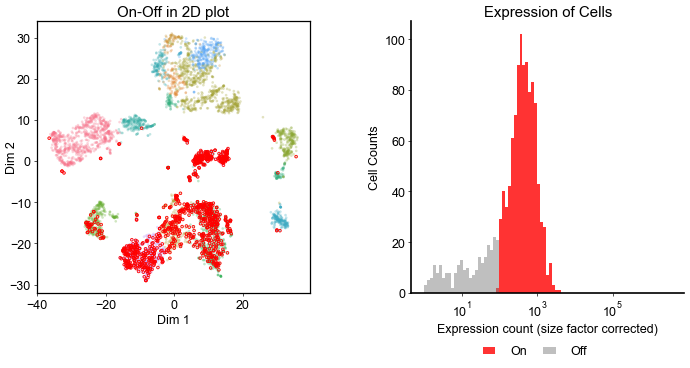 On-Off in 2D plot
30
20
10
0
−10
−20
−30
−40
−20
0
20
Dim 2
Dim 1
Expression of Cells
100
80
60
40
20
0
10^1
10^3
10^5
Cell Counts
Expression count (size factor corrected)
On
Off